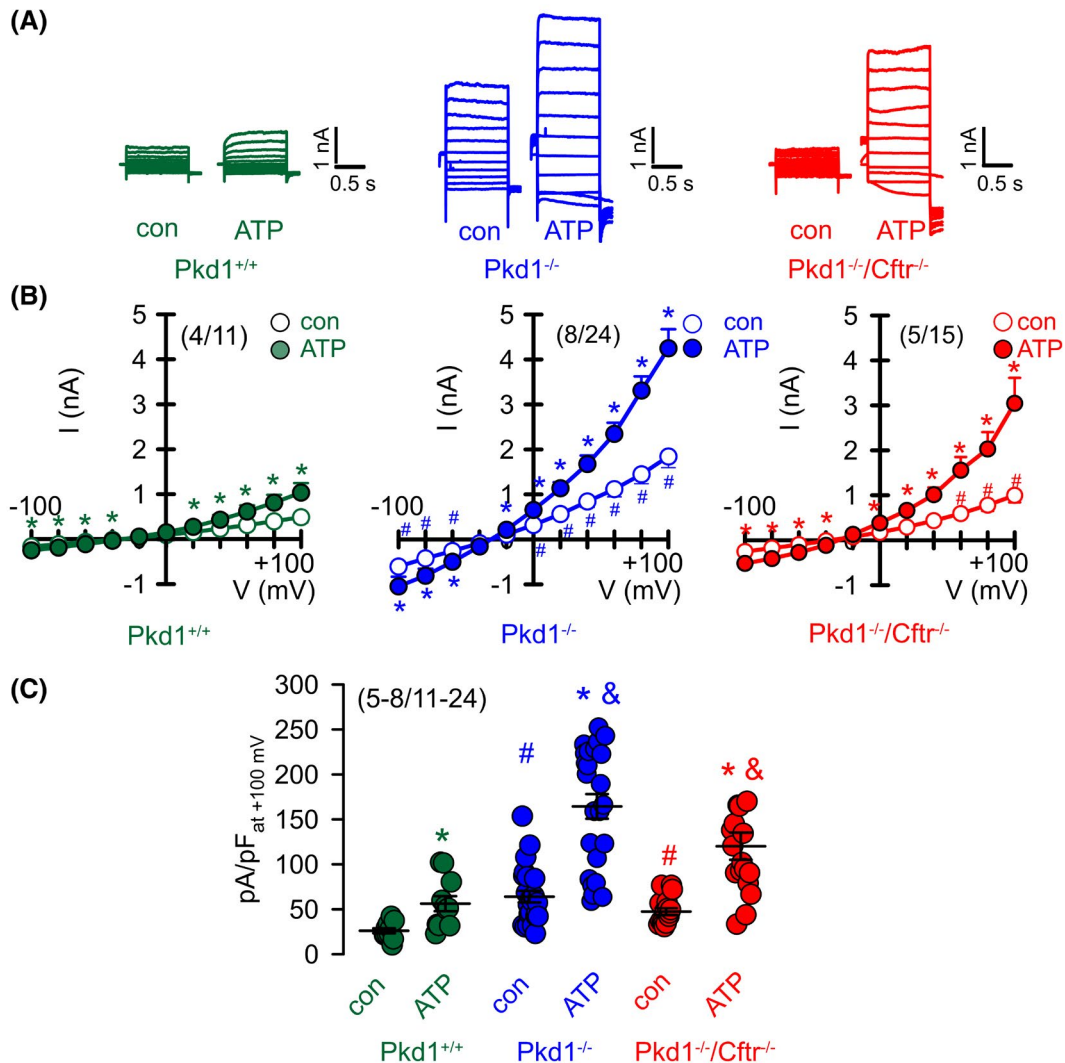 (A)
1 nA
0.5 s
con
ATP
Pkd1+/+
1 nA
0.5 s
con
ATP
Pkd1-/-
1 nA
0.5 s
con
ATP
Pkd1-/-/Cftr-/-
(B)
I (nA)
5
4
3
2
1
-1
(4/11)
con
ATP
-100
+100
V (mV)
* * * * * * * * *
Pkd1+/+
I (nA)
5
4
3
2
1
-1
(8/24)
con
ATP
-100
+100
V (mV)
* * * * * *
# # # # # # # # #
* * *
Pkd1-/-
I (nA)
5
4
3
2
1
-1
(5/15)
con
ATP
-100
+100
V (mV)
* * * * * * * * * *
# # #
Pkd1-/-/Cftr-/-
(C)
pA/pF at +100 mV
300
250
200
150
100
50
0
(5-8/11-24)
*
#
* &
#
* &
con
ATP
con
ATP
con
ATP
Pkd1+/+
Pkd1-/-
Pkd1-/-/Cftr-/-